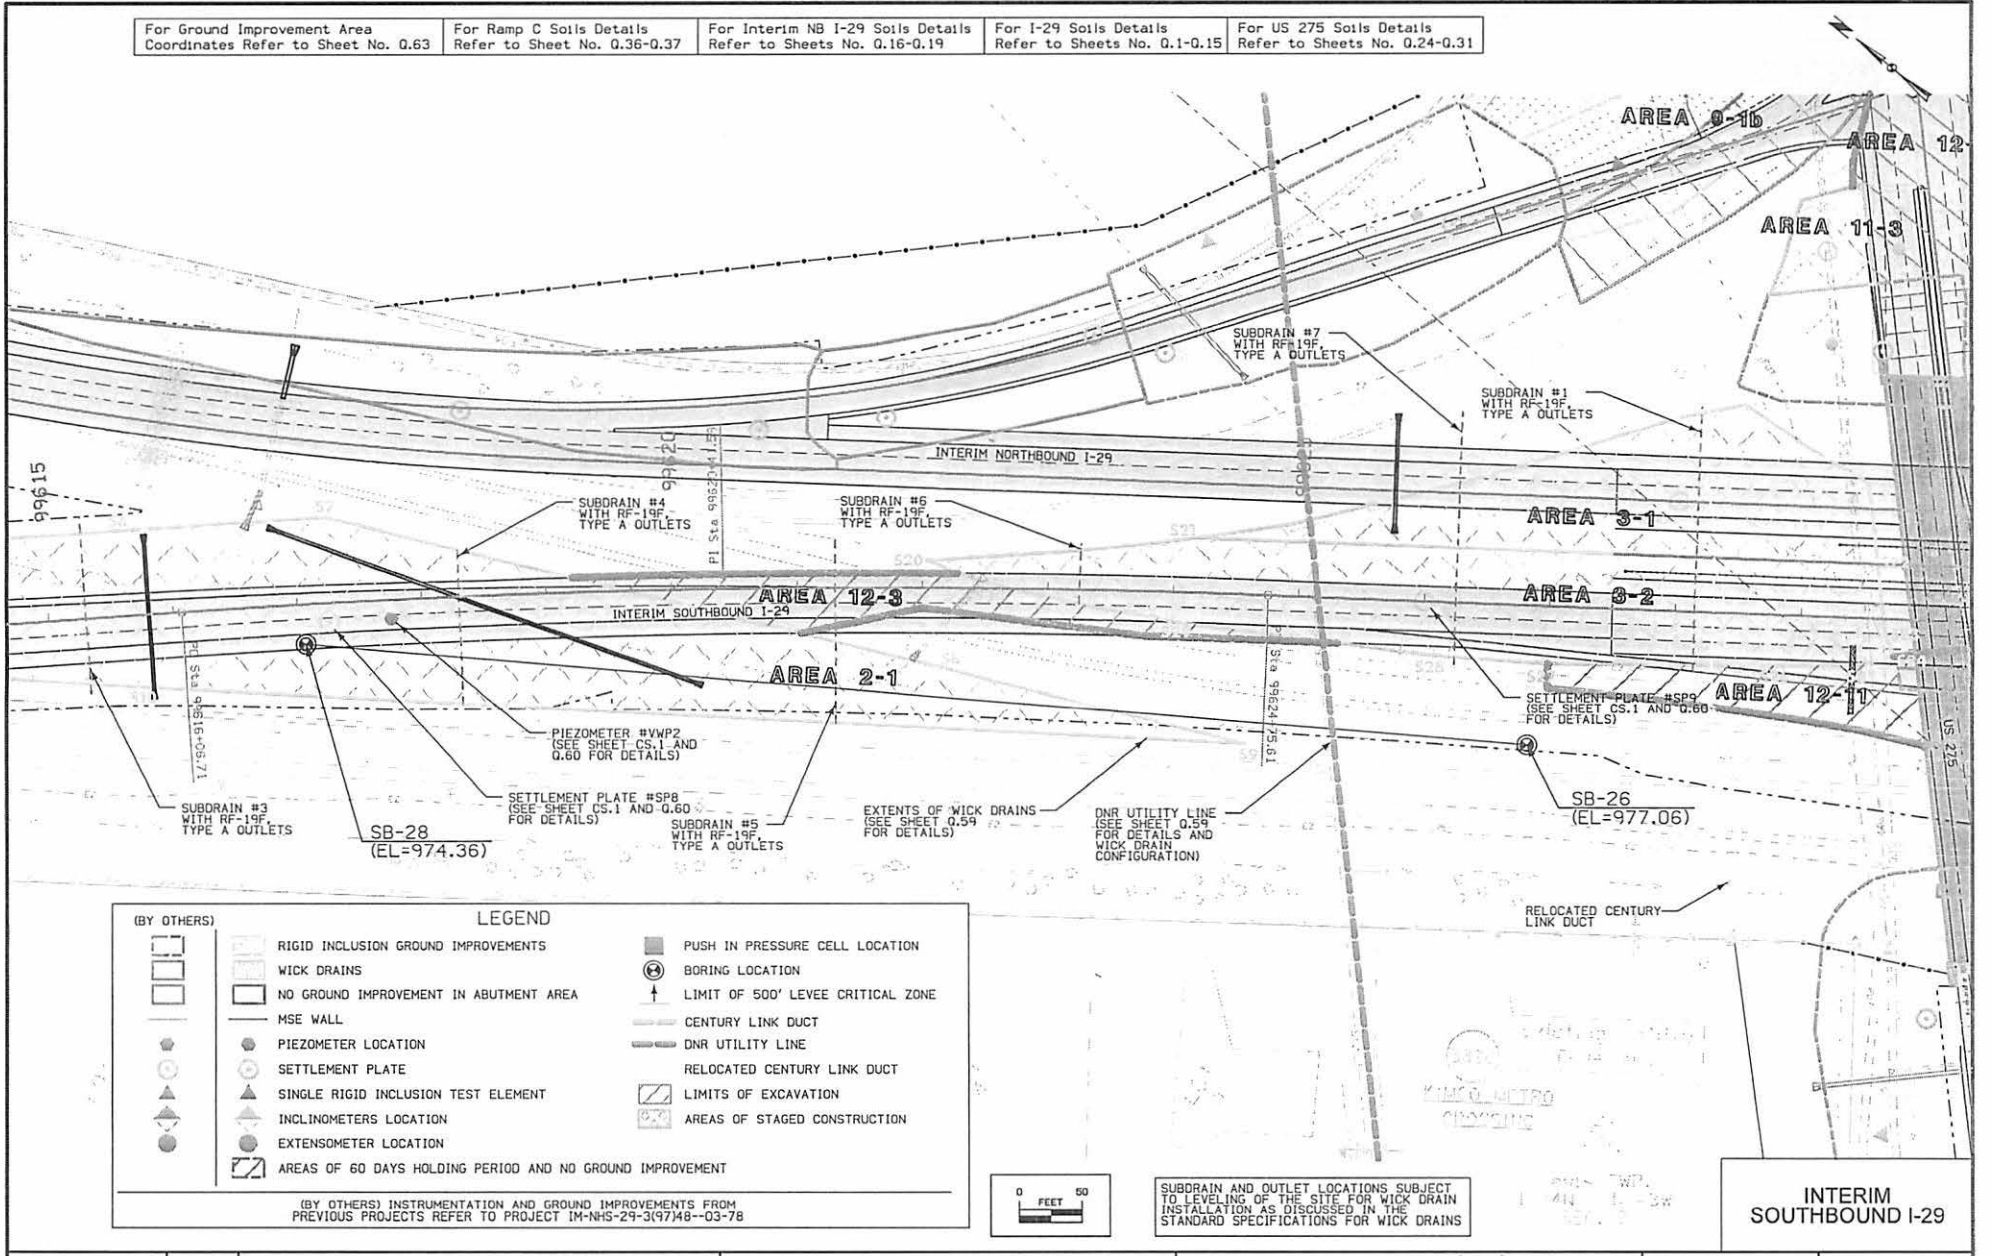 For Ground Improvement Area
Coordinates Refer to Sheet No. Q.63
For Ramp C Soils Details
Refer to Sheet No. Q.36-Q.37
For Interim NB I-29 Soils Details
Refer to Sheets No. Q.16-Q.19
For I-29 Soils Details
Refer to Sheets No. Q.1-Q.15
For US 275 Soils Details
Refer to Sheets No. Q.24-Q.31
AREA 9-1b
AREA 12-
AREA 11-3
SUBDRAIN #7
WITH RF-19F,
TYPE A OUTLETS
SUBDRAIN #1
WITH RF-19F,
TYPE A OUTLETS
INTERIM NORTHBOUND I-29
99615
99620
SUBDRAIN #4
WITH RF-19F,
TYPE A OUTLETS
SUBDRAIN #6
WITH RF-19F,
TYPE A OUTLETS
AREA 3-1
57
521
520
AREA 12-3
AREA 3-2
INTERIM SOUTHBOUND I-29
AREA 2-1
528
SETTLEMENT PLATE #SP9
(SEE SHEET CS.1 AND Q.60
FOR DETAILS)
AREA 12-11
US 275
PC Sta 99616+06.71
PIEZOMETER #VWP2
(SEE SHEET CS.1 AND
Q.60 FOR DETAILS)
SETTLEMENT PLATE #SP8
(SEE SHEET CS.1 AND Q.60
FOR DETAILS)
SUBDRAIN #3
WITH RF-19F,
TYPE A OUTLETS
SB-28
(EL=974.36)
SUBDRAIN #5
WITH RF-19F,
TYPE A OUTLETS
EXTENTS OF WICK DRAINS
(SEE SHEET Q.59
FOR DETAILS)
DNR UTILITY LINE
(SEE SHEET Q.59
FOR DETAILS AND
WICK DRAIN
CONFIGURATION)
SB-26
(EL=977.06)
RELOCATED CENTURY
LINK DUCT
(BY OTHERS)
LEGEND
RIGID INCLUSION GROUND IMPROVEMENTS
WICK DRAINS
NO GROUND IMPROVEMENT IN ABUTMENT AREA
MSE WALL
PIEZOMETER LOCATION
SETTLEMENT PLATE
SINGLE RIGID INCLUSION TEST ELEMENT
INCLINOMETERS LOCATION
EXTENSOMETER LOCATION
AREAS OF 60 DAYS HOLDING PERIOD AND NO GROUND IMPROVEMENT
PUSH IN PRESSURE CELL LOCATION
BORING LOCATION
LIMIT OF 500' LEVEE CRITICAL ZONE
CENTURY LINK DUCT
DNR UTILITY LINE
RELOCATED CENTURY LINK DUCT
LIMITS OF EXCAVATION
AREAS OF STAGED CONSTRUCTION
(BY OTHERS) INSTRUMENTATION AND GROUND IMPROVEMENTS FROM
PREVIOUS PROJECTS REFER TO PROJECT IM-NHS-29-3(97)48--03-78
0 50
FEET
SUBDRAIN AND OUTLET LOCATIONS SUBJECT
TO LEVELING OF THE SITE FOR WICK DRAIN
INSTALLATION AS DISCUSSED IN THE
STANDARD SPECIFICATIONS FOR WICK DRAINS
INTERIM
SOUTHBOUND I-29